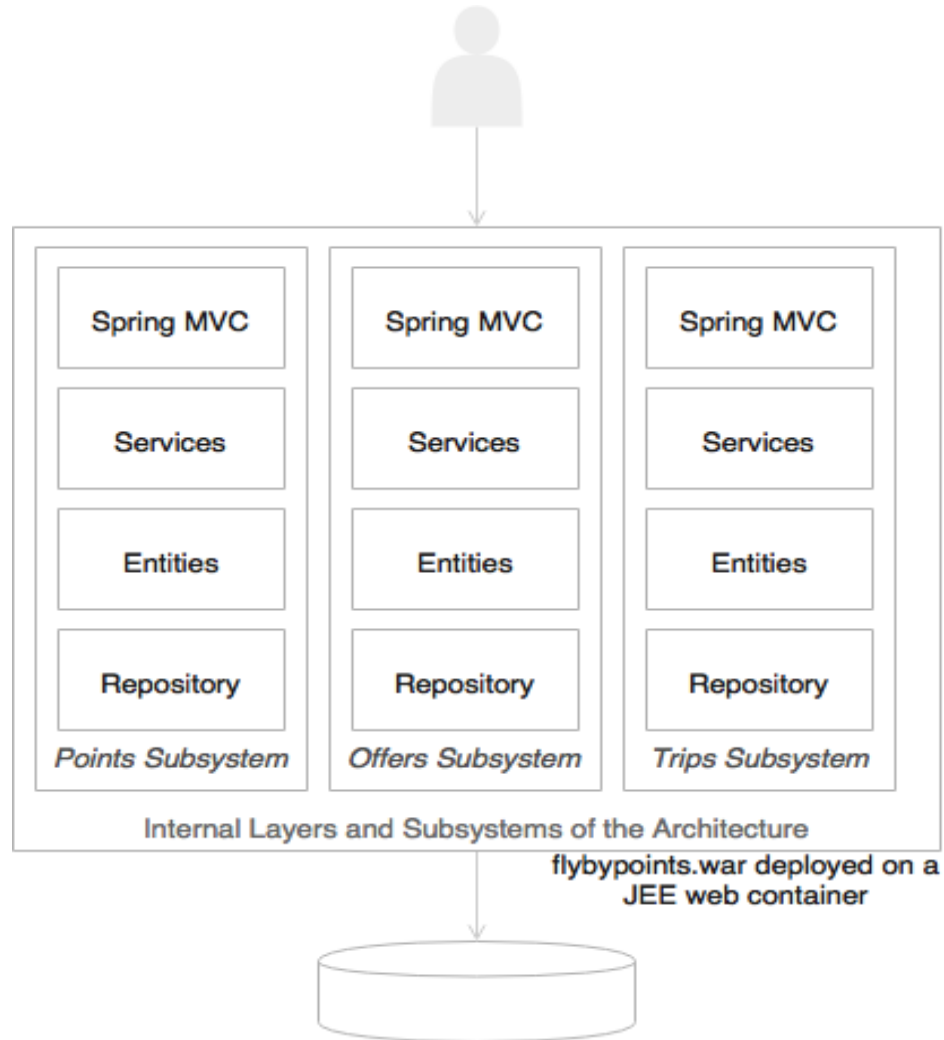 Spring MVC
Services
Entities
Repository
Points Subsystem
Spring MVC
Services
Entities
Repository
Offers Subsystem
Spring MVC
Services
Entities
Repository
Trips Subsystem
Internal Layers and Subsystems of the Architecture
flybypoints.war deployed on a
JEE web container